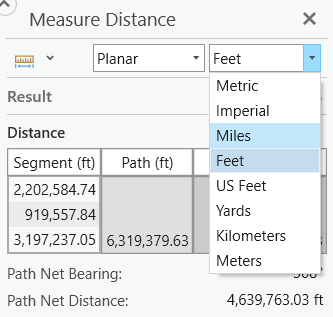 Measure Distance
Planar Feet
Metric
Result
Imperial
Miles
Distance
Feet
Segment (ft) Path (ft)
US Feet
2,202,584.74
Yards
919,557.84
Kilometers
3,197,237.05 6,319,379.63
Meters
Path Net Bearing:
Path Net Distance: 4,639,763.03 ft